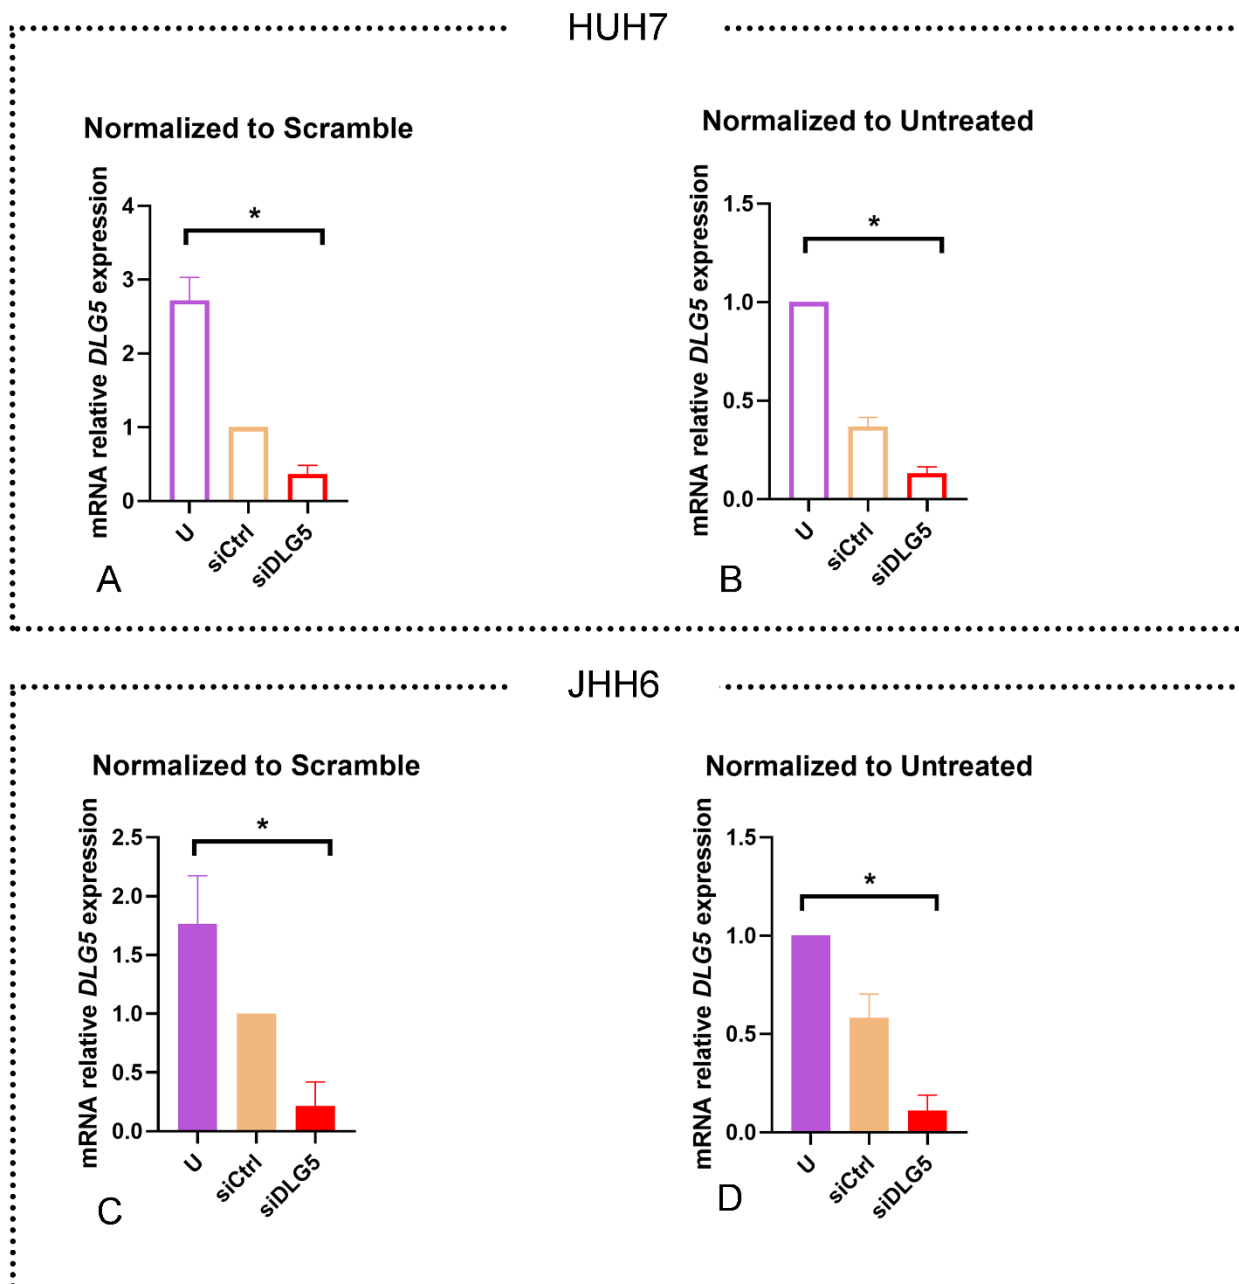 HUH7
Normalized to Scramble
mRNA relative DLG5 expression
4
3
2
1
0
*
U
siCtrl
siDLG5
A
Normalized to Untreated
mRNA relative DLG5 expression
1.5
1.0
0.5
0.0
*
U
siCtrl
siDLG5
B
JHH6
Normalized to Scramble
mRNA relative DLG5 expression
2.5
2.0
1.5
1.0
0.5
0.0
*
U
siCtrl
siDLG5
C
Normalized to Untreated
mRNA relative DLG5 expression
1.5
1.0
0.5
0.0
*
U
siCtrl
siDLG5
D